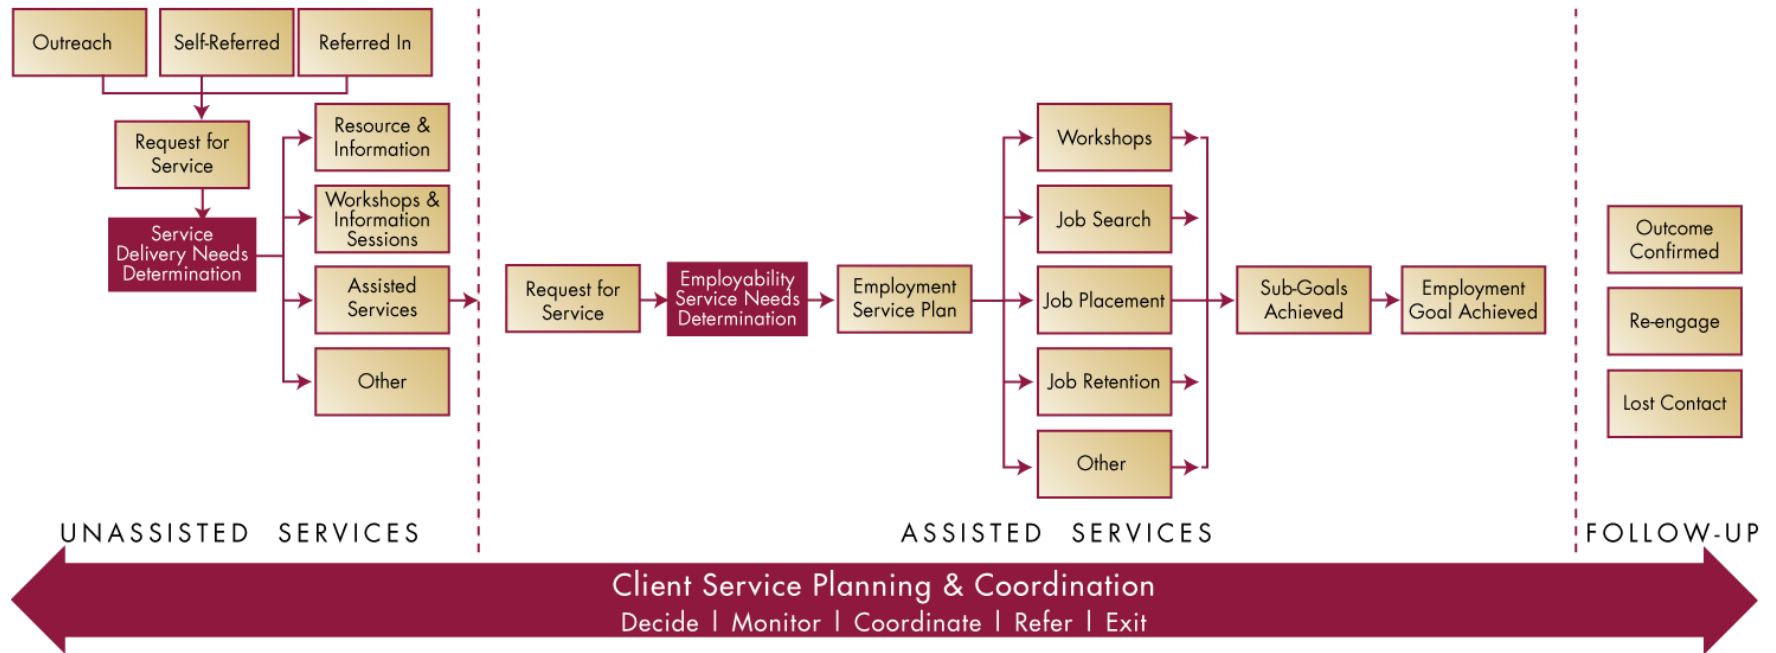 Outreach
Self-Referred
Referred In
Request for
Service
Service
Delivery Needs
Determination
Resource &
Information
Workshops &
Information
Sessions
Assisted
Services
Other
UNASSISTED SERVICES
Request for
Service
Employability
Service Needs
Determination
Employment
Service Plan
Workshops
Job Search
Job Placement
Job Retention
Other
Sub-Goals
Achieved
Employment
Goal Achieved
ASSISTED SERVICES
Outcome
Confirmed
Re-engage
Lost Contact
FOLLOW-UP
Client Service Planning & Coordination
Decide | Monitor | Coordinate | Refer | Exit